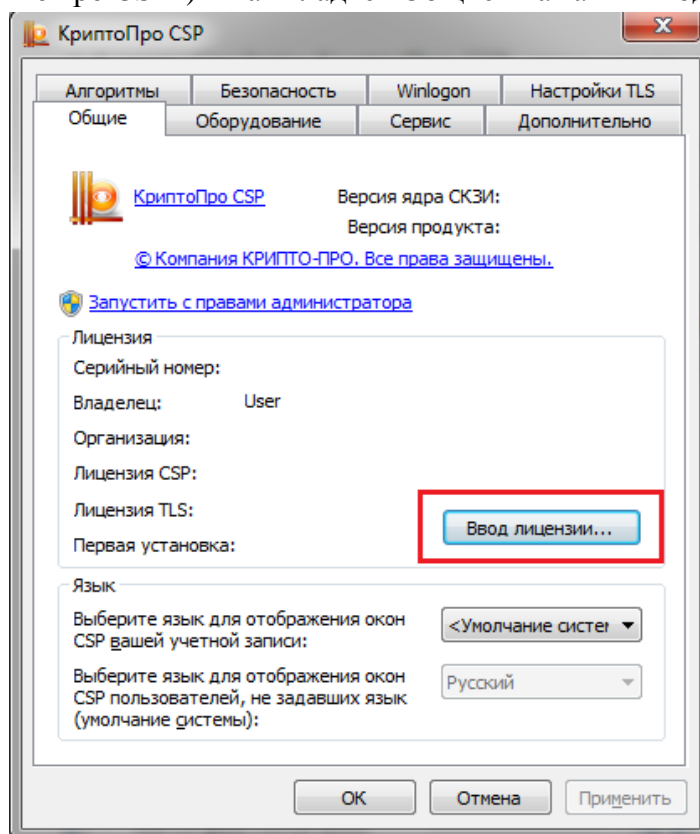 КриптоПро CSP
Алгоритмы Безопасность Winlogon Настройки TLS
Общие Оборудование Сервис Дополнительно
КриптоПро CSP Версия ядра СКЗИ:
Версия продукта:
© Компания КРИПТО-ПРО. Все права защищены.
Запустить с правами администратора
Лицензия
Серийный номер:
Владелец: User
Организация:
Лицензия CSP:
Лицензия TLS:
Ввод лицензии...
Первая установка:
Язык
Выберите язык для отображения окон
CSP вашей учетной записи:
<Умолчание систе
Выберите язык для отображения окон
CSP пользователей, не задавших язык
(умолчание системы):
Русский
ОК Отмена Применить